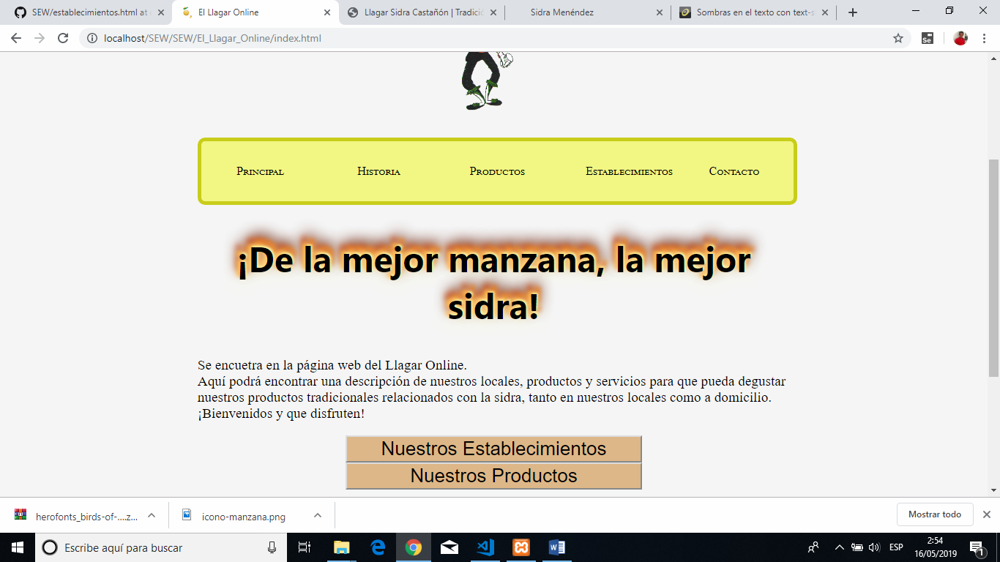 SEW/establecimientos.html at
El Llagar Online
Llagar Sidra Castañón | Tradició
Sidra Menéndez
Sombras en el texto con text-s
localhost/SEW/SEW/El_Llagar_Online/index.html
Se
Principal Historia Productos Establecimientos Contacto
¡De la mejor manzana, la mejor
sidra!
Se encuetra en la página web del Llagar Online.
Aquí podrá encontrar una descripción de nuestros locales, productos y servicios para que pueda degustar
nuestros productos tradicionales relacionados con la sidra, tanto en nuestros locales como a domicilio.
¡Bienvenidos y que disfruten!
Nuestros Establecimientos
Nuestros Productos
herofonts_birds-of-....z...
icono-manzana.png
Mostrar todo
Escribe aquí para buscar
ESP
2:54
16/05/2019
1